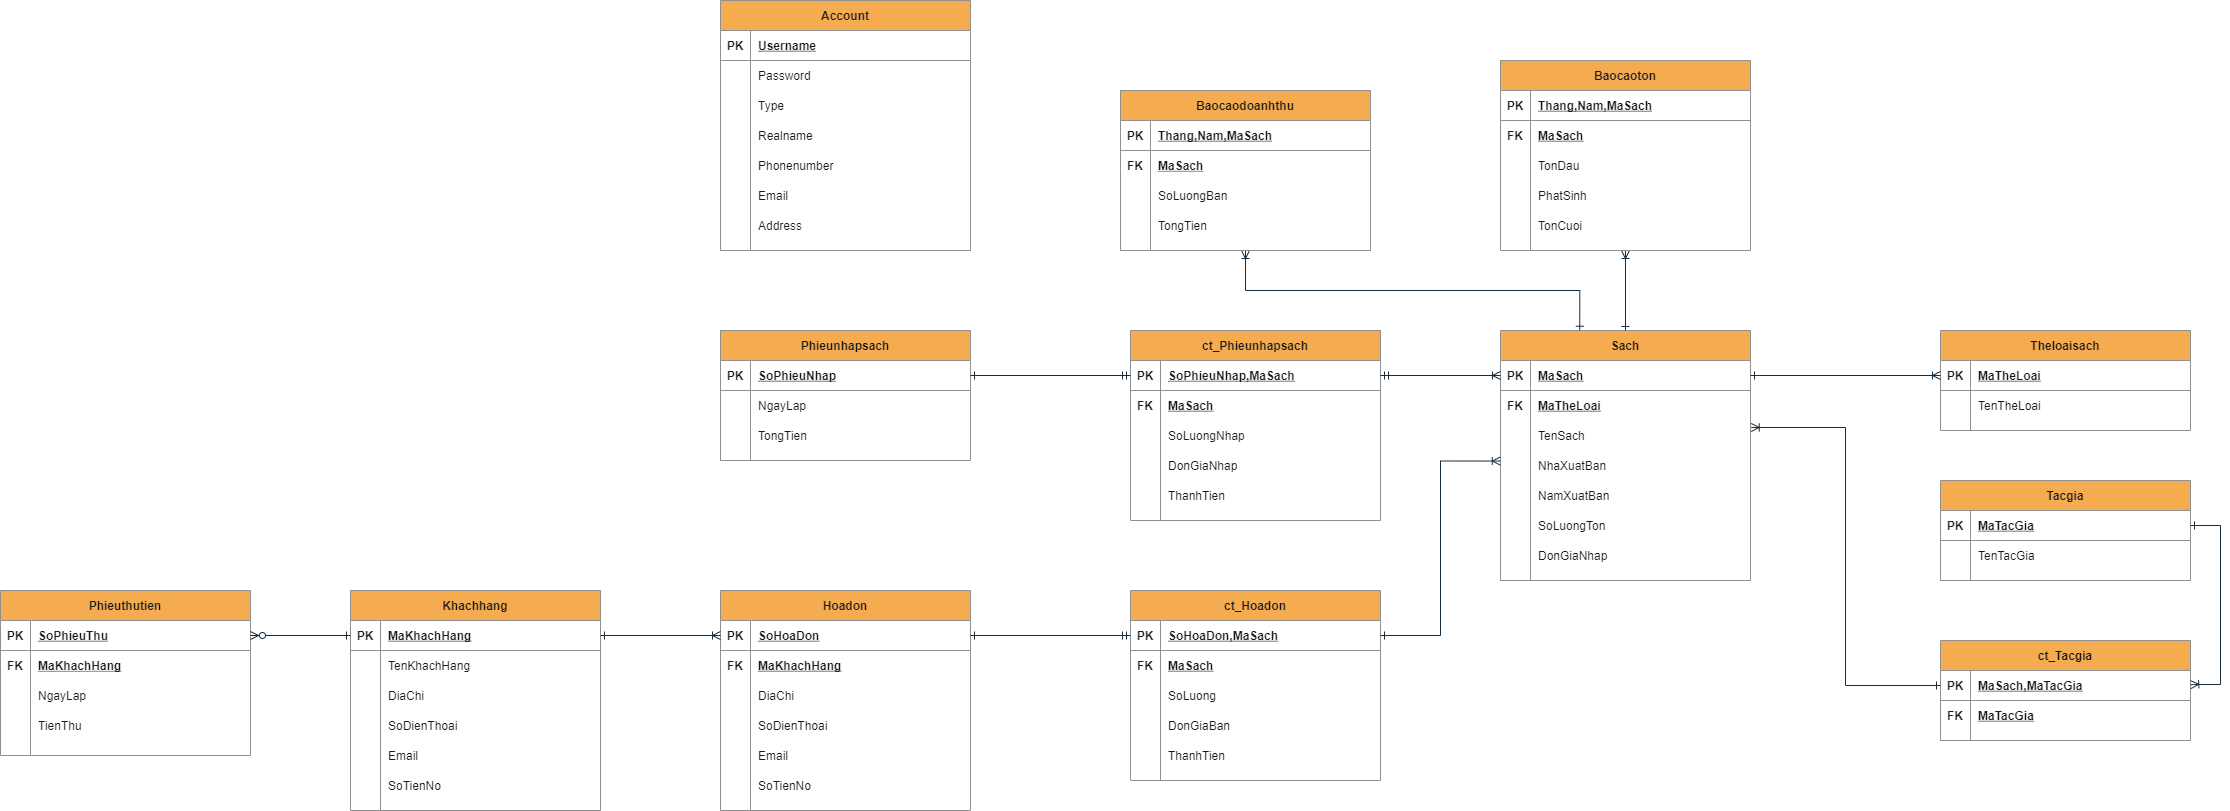 Account
PK Username
Password
Type
Realname
Phonenumber
Email
Address
Baocaodoanhthu
PK Thang,Nam,MaSach
FK MaSach
SoLuongBan
TongTien
Baocaoton
PK Thang,Nam,MaSach
FK MaSach
TonDau
PhatSinh
TonCuoi
Phieunhapsach
PK SoPhieuNhap
NgayLap
TongTien
ct_Phieunhapsach
PK SoPhieuNhap,MaSach
FK MaSach
SoLuongNhap
DonGiaNhap
ThanhTien
Sach
PK MaSach
FK MaTheLoai
TenSach
NhaXuatBan
NamXuatBan
SoLuongTon
DonGiaNhap
Theloaisach
PK MaTheLoai
TenTheLoai
Tacgia
PK MaTacGia
TenTacGia
Phieuthutien
PK SoPhieuThu
FK MaKhachHang
NgayLap
TienThu
Khachhang
PK MaKhachHang
TenKhachHang
DiaChi
SoDienThoai
Email
SoTienNo
Hoadon
PK SoHoaDon
FK MaKhachHang
DiaChi
SoDienThoai
Email
SoTienNo
ct_Hoadon
PK SoHoaDon,MaSach
FK MaSach
SoLuong
DonGiaBan
ThanhTien
ct_Tacgia
PK MaSach,MaTacGia
FK MaTacGia